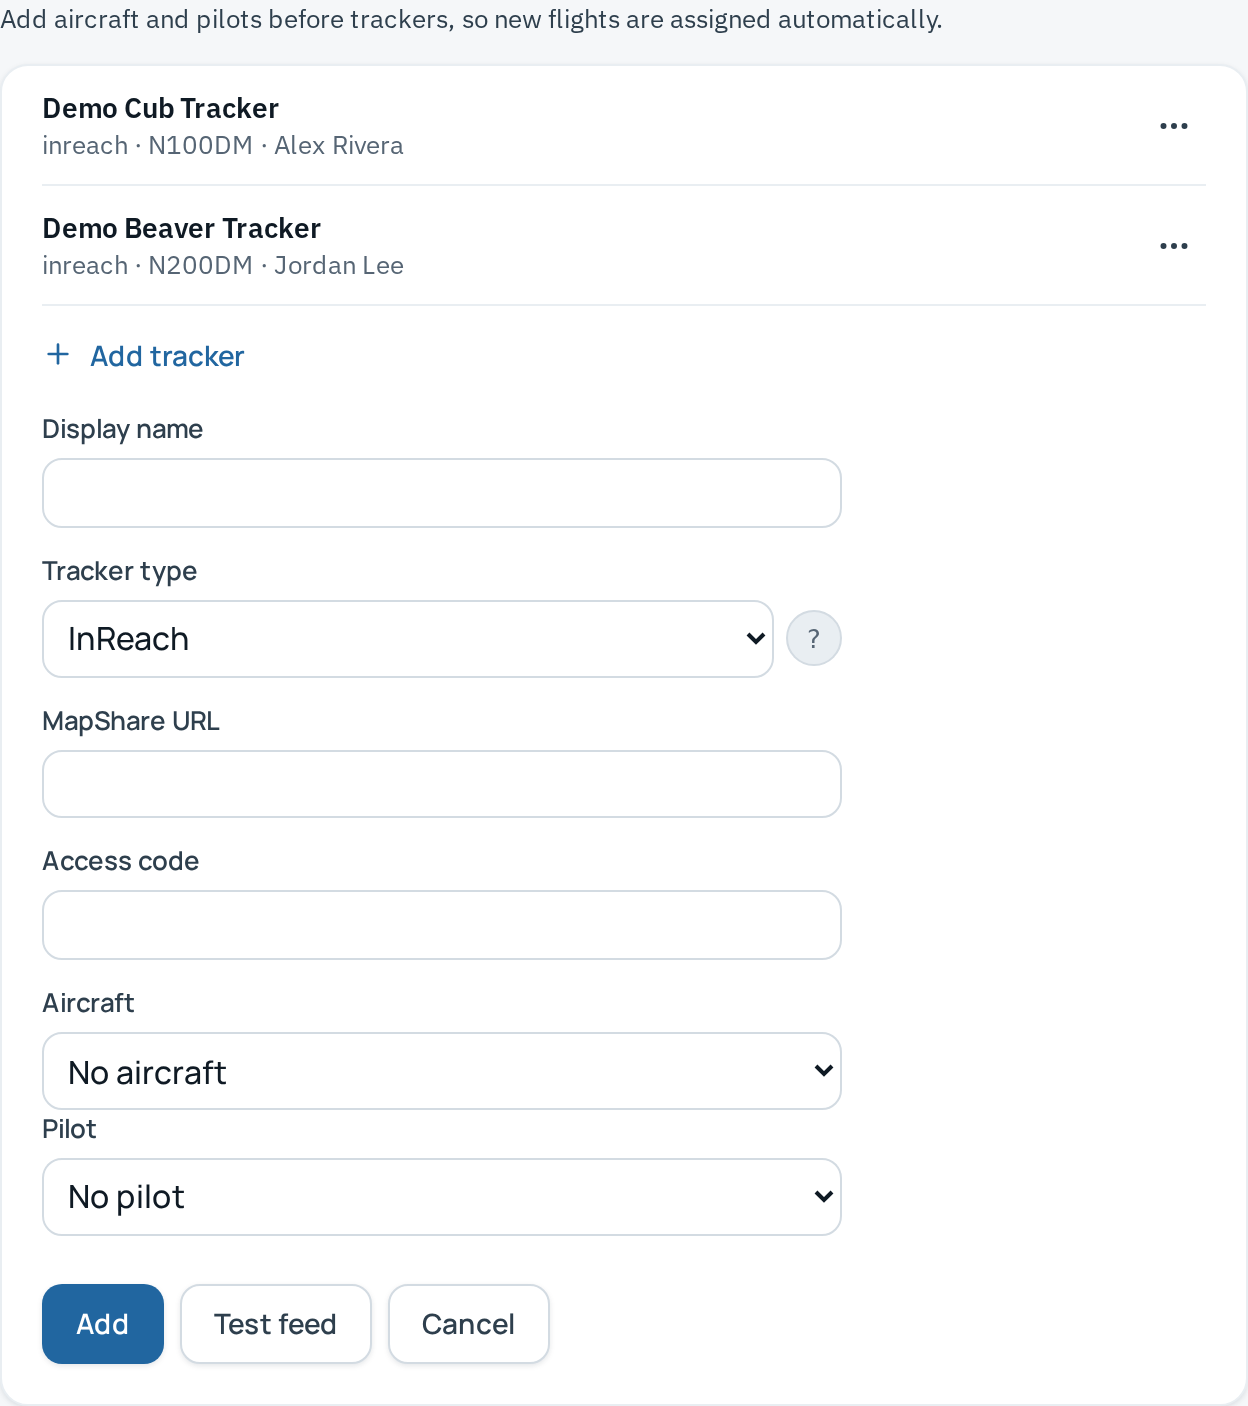 Add aircraft and pilots before trackers, so new flights are assigned automatically.
Demo Cub Tracker
inreach · N100DM · Alex Rivera
Demo Beaver Tracker
inreach · N200DM · Jordan Lee
+ Add tracker
Display name
Tracker type
InReach
?
MapShare URL
Access code
Aircraft
No aircraft
Pilot
No pilot
Add Test feed Cancel